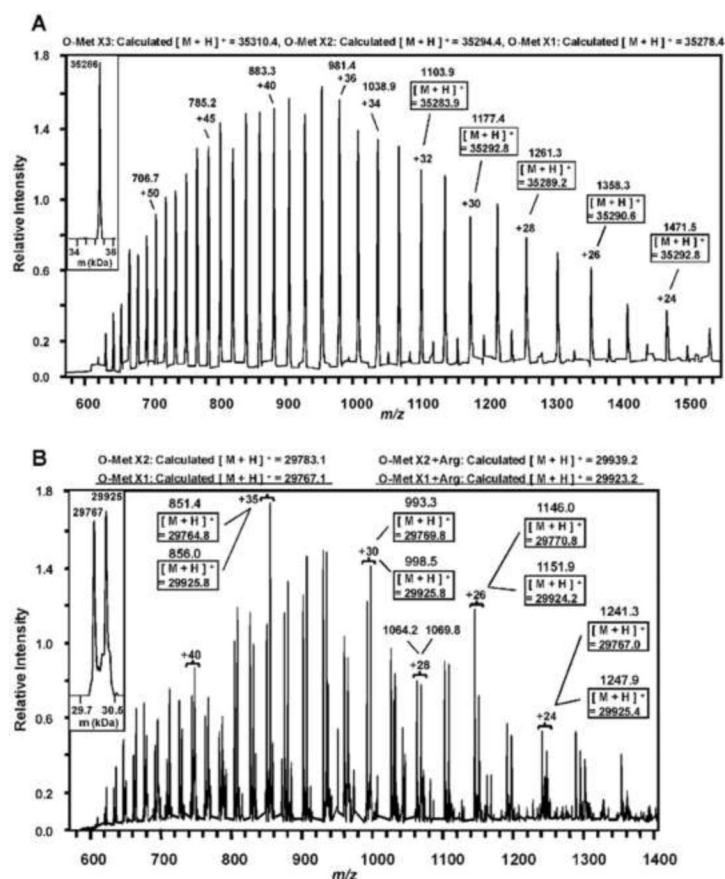 A
O-Met X3: Calculated [ M + H ]+ = 35310.4, O-Met X2: Calculated [ M + H ]+ = 35294.4, O-Met X1: Calculated [ M + H ]+ = 35278.4
1.8
1.4
1.0
0.6
0.2
0.0
Relative Intensity
35286
34 36
m (kDa)
706.7
+50
785.2
+45
883.3
+40
981.4
+36
1038.9
+34
1103.9
[ M + H ]+
= 35283.9
+32
1177.4
[ M + H ]+
= 35292.8
+30
1261.3
[ M + H ]+
= 35289.2
+28
1358.3
[ M + H ]+
= 35290.6
+26
1471.5
[ M + H ]+
= 35292.8
+24
600 700 800 900 1000 1100 1200 1300 1400 1500
m/z
B
O-Met X2: Calculated [ M + H ]+ = 29783.1
O-Met X1: Calculated [ M + H ]+ = 29767.1
O-Met X2+Arg: Calculated [ M + H ]+ = 29939.2
O-Met X1+Arg: Calculated [ M + H ]+ = 29923.2
1.8
1.4
1.0
0.6
0.2
0.0
Relative Intensity
29767
29925
29.7 30.5
m (kDa)
851.4
[ M + H ]+
= 29764.8
856.0
[ M + H ]+
= 29925.8
+35
+40
993.3
[ M + H ]+
= 29769.8
+30
998.5
[ M + H ]+
= 29925.8
1064.2 1069.8
+28
1146.0
[ M + H ]+
= 29770.8
1151.9
[ M + H ]+
= 29924.2
+26
1241.3
[ M + H ]+
= 29767.0
1247.9
[ M + H ]+
= 29925.4
+24
600 700 800 900 1000 1100 1200 1300 1400
m/z